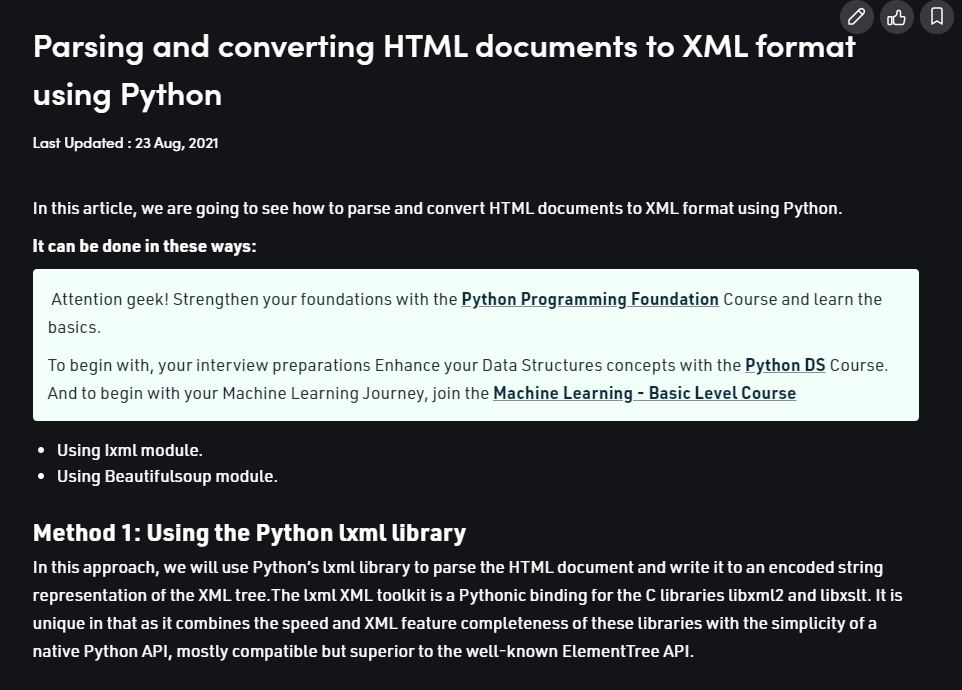 Parsing and converting HTML documents to XML format
using Python
Last Updated : 23 Aug, 2021
In this article, we are going to see how to parse and convert HTML documents to XML format using Python.
It can be done in these ways:
Attention geek! Strengthen your foundations with the Python Programming Foundation Course and learn the
basics.
To begin with, your interview preparations Enhance your Data Structures concepts with the Python DS Course.
And to begin with your Machine Learning Journey, join the Machine Learning - Basic Level Course
• Using Ixml module.
• Using Beautifulsoup module.
Method 1: Using the Python lxml library
In this approach, we will use Python’s lxml library to parse the HTML document and write it to an encoded string
representation of the XML tree.The lxml XML toolkit is a Pythonic binding for the C libraries libxml2 and libxslt. It is
unique in that as it combines the speed and XML feature completeness of these libraries with the simplicity of a
native Python API, mostly compatible but superior to the well-known ElementTree API.